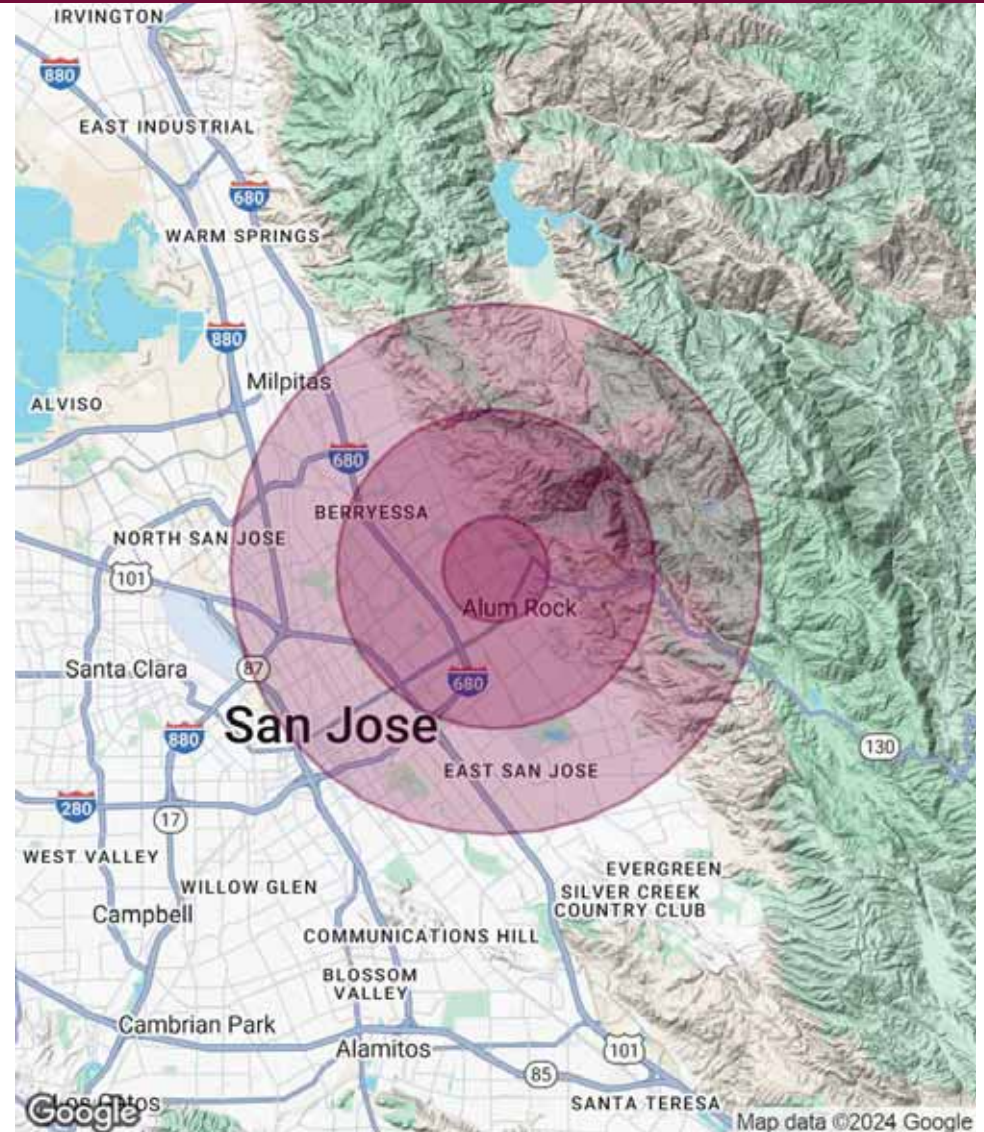 IRVINGTON
880
EAST INDUSTRIAL
680
WARM SPRINGS
880
Milpitas
ALVISO
680
BERRYESSA
NORTH SAN JOSE
101
Alum Rock
Santa Clara
87
680
San Jose
880
130
EAST SAN JOSE
280
17
WEST VALLEY
EVERGREEN
WILLOW GLEN
SILVER CREEK
COUNTRY CLUB
Campbell
COMMUNICATIONS HILL
BLOSSOM
VALLEY
Cambrian Park
Alamitos
101
85
Los Gatos
SANTA TERESA
Google
Map data ©2024 Google